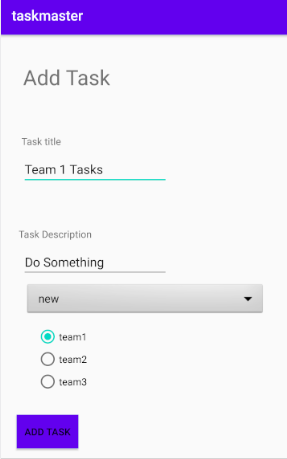 taskmaster
Add Task
Task title
Team 1 Tasks
Task Description
Do Something
new
team1
team2
team3
ADD TASK